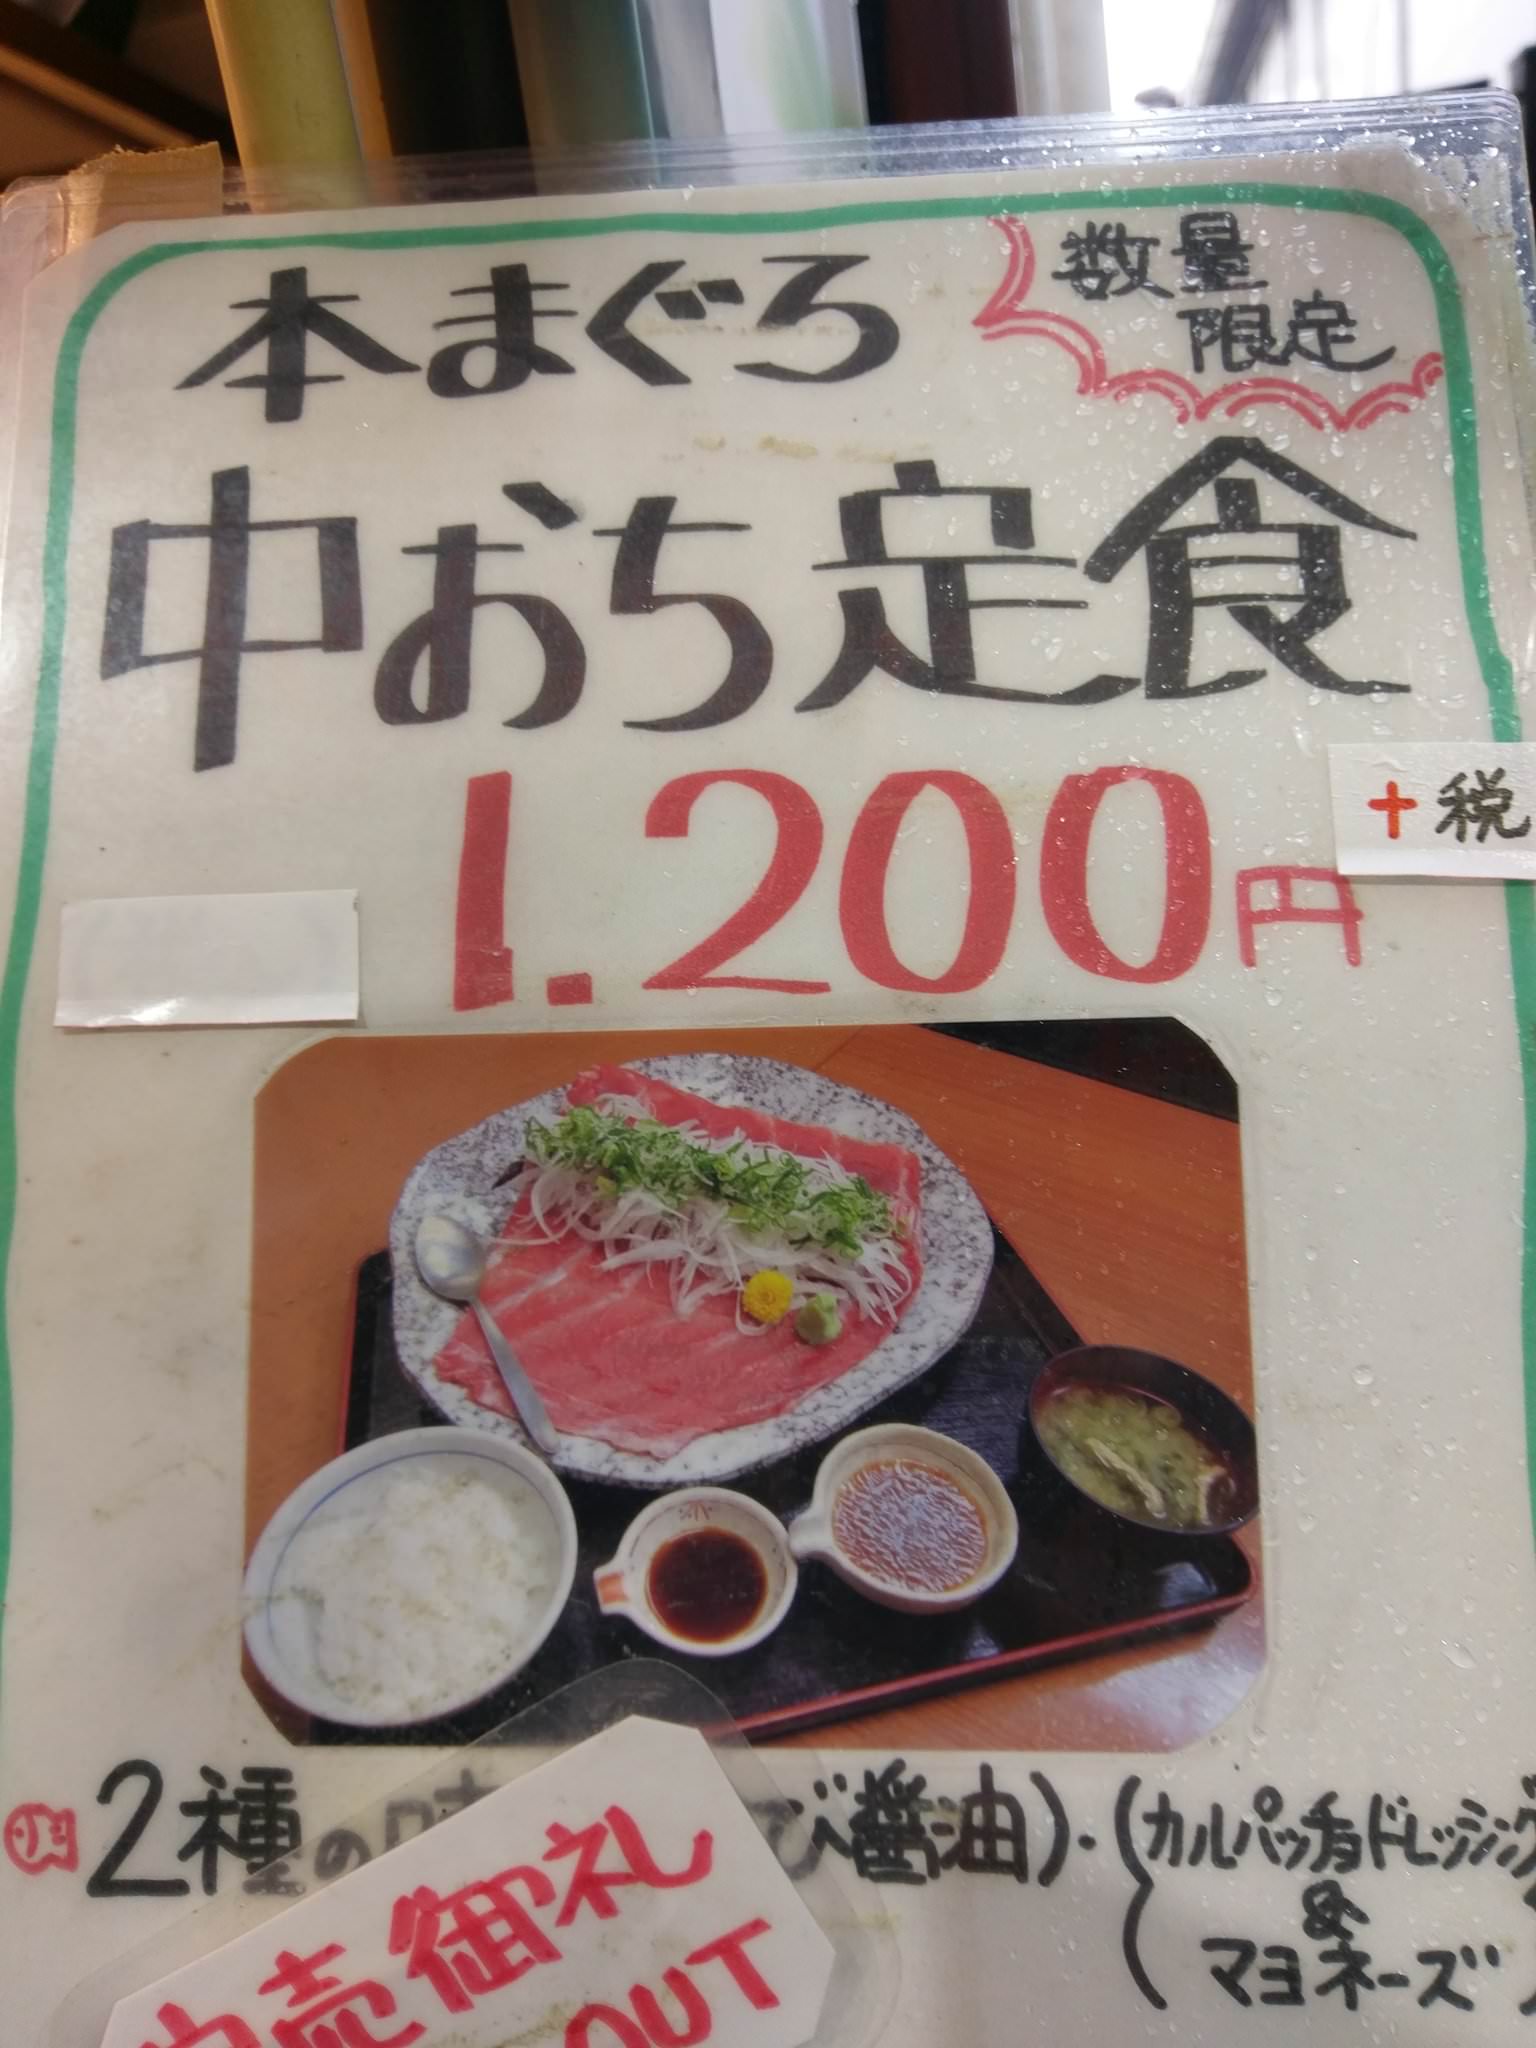 本まぐろ
数量
限定
中おち定食
1.200円
+税
2種の味
び醤油)・(カルパッチョドレッシング
&
マヨネーズ
売御礼
OUT